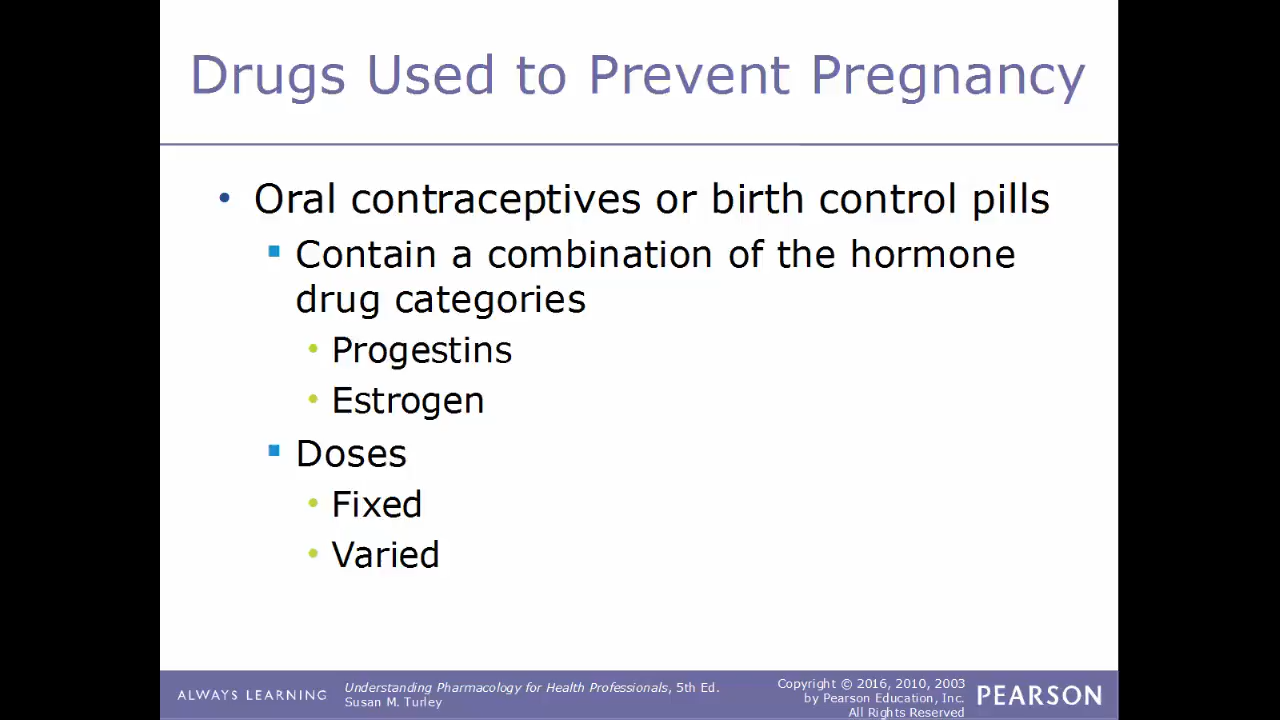 Drugs Used to Prevent Pregnancy
• Oral contraceptives or birth control pills
▪ Contain a combination of the hormone
drug categories
• Progestins
• Estrogen
▪ Doses
• Fixed
• Varied
ALWAYS LEARNING
Understanding Pharmacology for Health Professionals, 5th Ed.
Susan M. Turley
Copyright © 2016, 2010, 2003
by Pearson Education, Inc.
All Rights Reserved
PEARSON